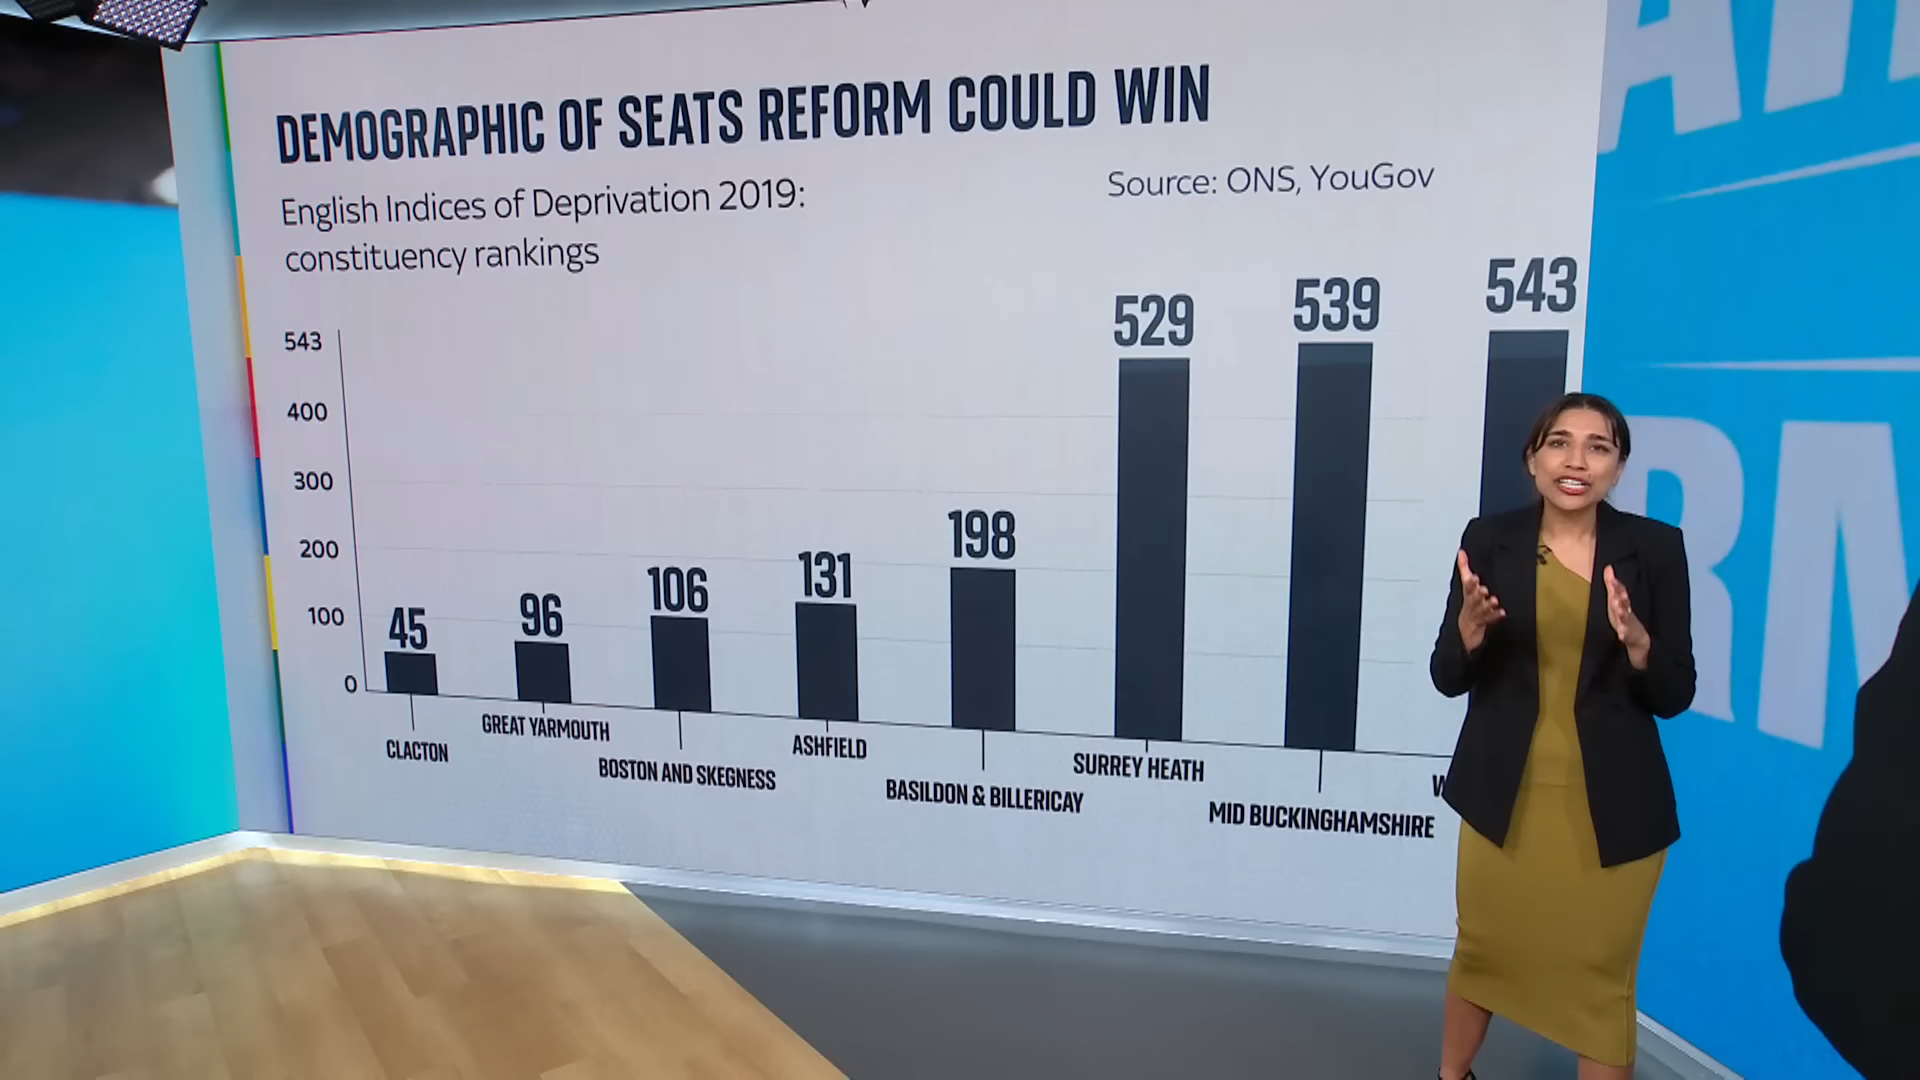 DEMOGRAPHIC OF SEATS REFORM COULD WIN
English Indices of Deprivation 2019:
constituency rankings
Source: ONS, YouGov
543
400
300
200
100
0
45
96
106
131
198
529
539
543
CLACTON
GREAT YARMOUTH
BOSTON AND SKEGNESS
ASHFIELD
BASILDON & BILLERICAY
SURREY HEATH
MID BUCKINGHAMSHIRE